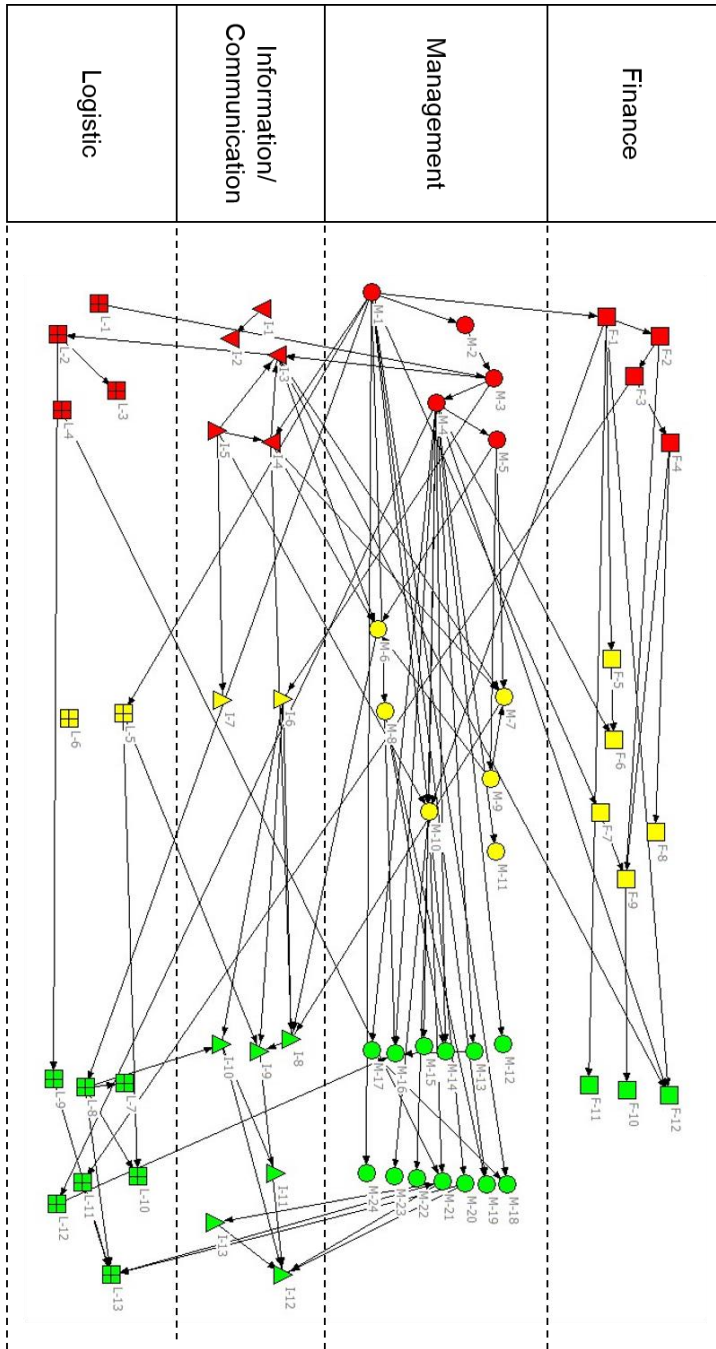 Logistic
Information/
Communication
Management
Finance
L-1
L-2
L-3
L-4
L-5
L-6
L-7
L-8
L-9
L-10
L-11
L-12
L-13
I-1
I-2
I-3
I-4
I-5
I-6
I-7
I-8
I-9
I-10
I-11
I-12
I-13
M-1
M-2
M-3
M-4
M-5
M-6
M-7
M-8
M-9
M-10
M-11
M-12
M-13
M-14
M-15
M-16
M-17
M-18
M-19
M-20
M-21
M-22
M-23
M-24
F-1
F-2
F-3
F-4
F-5
F-6
F-7
F-8
F-9
F-10
F-11
F-12